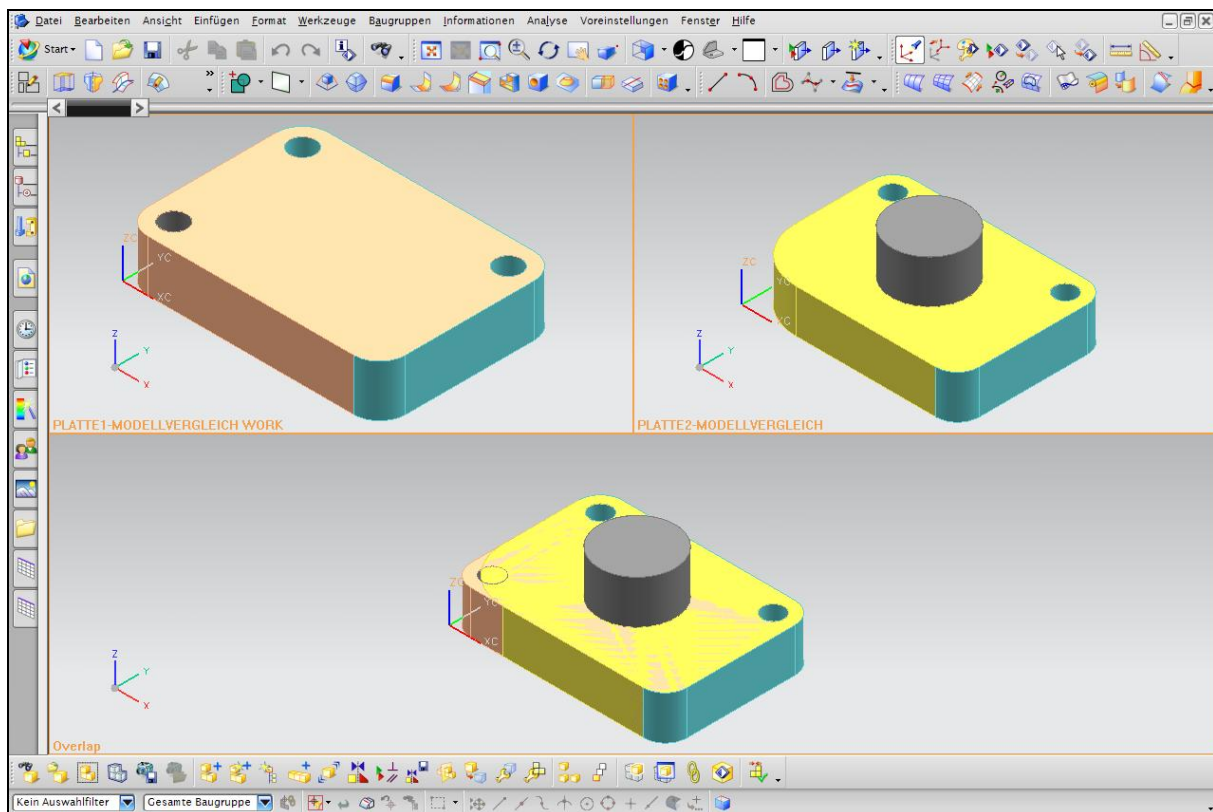 Datei Bearbeiten Ansicht Einfügen Format Werkzeuge Baugruppen Informationen Analyse Voreinstellungen Fenster Hilfe
Start
ZC
YC
XC
Z
Y
X
PLATTE1-MODELLVERGLEICH WORK
ZC
YC
XC
Z
Y
X
PLATTE2-MODELLVERGLEICH
ZC
YC
XC
Z
Y
X
Overlap
Kein Auswahlfilter Gesamte Baugruppe